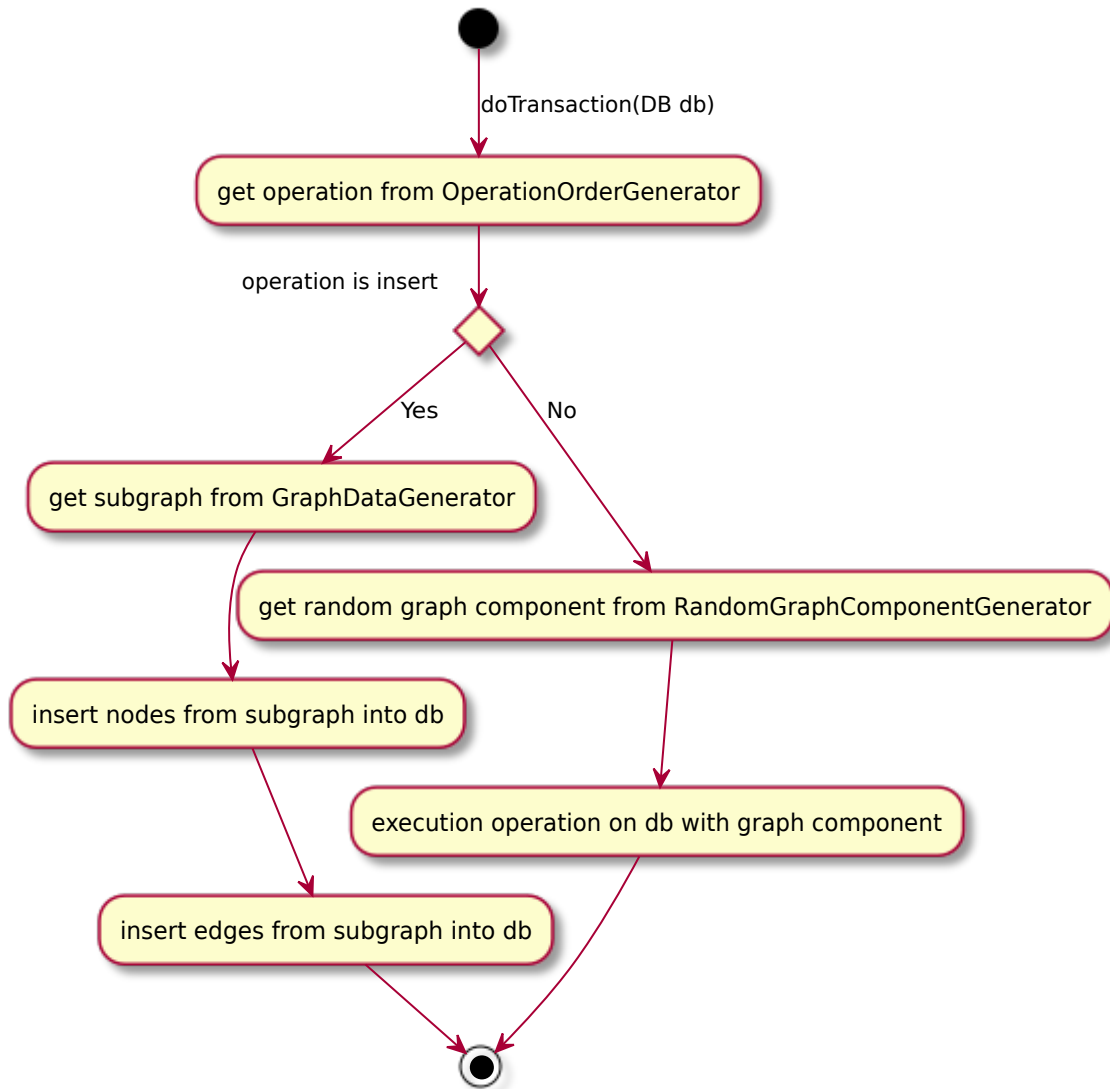 doTransaction(DB db)
get operation from OperationOrderGenerator
operation is insert
Yes
No
get subgraph from GraphDataGenerator
get random graph component from RandomGraphComponentGenerator
insert nodes from subgraph into db
execution operation on db with graph component
insert edges from subgraph into db